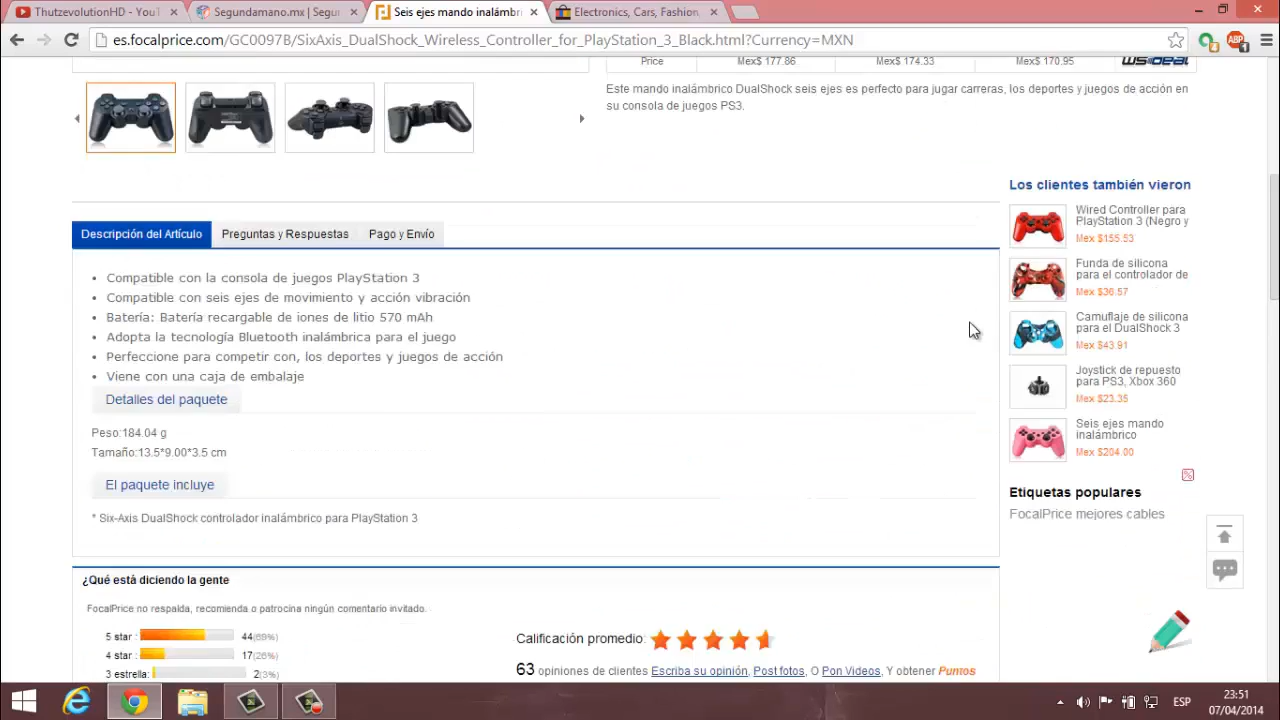 ThutzevolutionHD - YouT
Segundamano.mx | Segun
Seis ejes mando inalámbri
Electronics, Cars, Fashion,
es.focalprice.com/GC0097B/SixAxis_DualShock_Wireless_Controller_for_PlayStation_3_Black.html?Currency=MXN
Price Mex$ 177.86 Mex$ 174.33 Mex$ 170.95
Este mando inalámbrico DualShock seis ejes es perfecto para jugar carreras, los deportes y juegos de acción en
su consola de juegos PS3.
Los clientes también vieron
Wired Controller para
PlayStation 3 (Negro y
Mex $155.53
Funda de silicona
para el controlador de
Mex $36.57
Camuflaje de silicona
para el DualShock 3
Mex $43.91
Joystick de repuesto
para PS3, Xbox 360
Mex $23.35
Seis ejes mando
inalámbrico
Mex $204.00
Etiquetas populares
FocalPrice mejores cables
Descripción del Artículo Preguntas y Respuestas Pago y Envío
• Compatible con la consola de juegos PlayStation 3
• Compatible con seis ejes de movimiento y acción vibración
• Batería: Batería recargable de iones de litio 570 mAh
• Adopta la tecnología Bluetooth inalámbrica para el juego
• Perfeccione para competir con, los deportes y juegos de acción
• Viene con una caja de embalaje
Detalles del paquete
Peso:184.04 g
Tamaño:13.5*9.00*3.5 cm
El paquete incluye
* Six-Axis DualShock controlador inalámbrico para PlayStation 3
¿Qué está diciendo la gente
FocalPrice no respalda, recomienda o patrocina ningún comentario invitado.
5 star : 44(69%)
4 star : 17(26%)
3 estrella: 2(3%)
Calificación promedio:
63 opiniones de clientes Escriba su opinión, Post fotos, O Pon Videos, Y obtener Puntos
ESP
23:51
07/04/2014